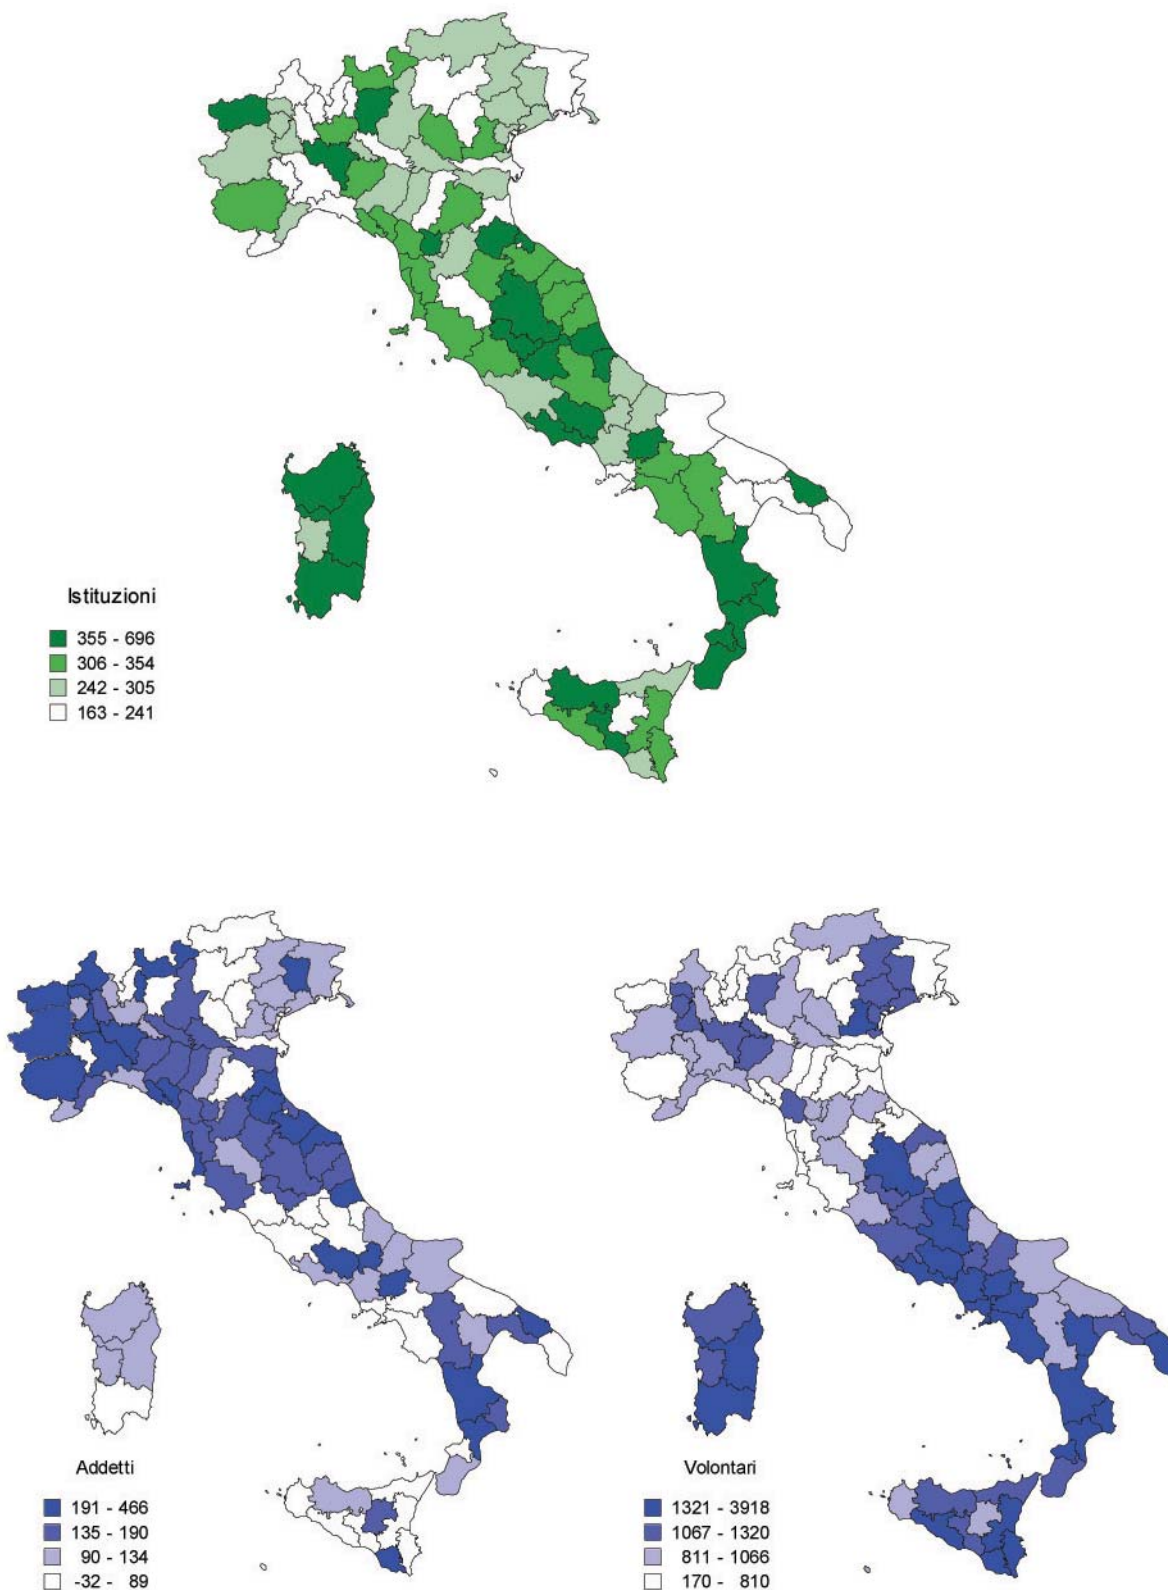 Istituzioni
355 - 696
306 - 354
242 - 305
163 - 241
Addetti
191 - 466
135 - 190
90 - 134
-32 - 89
Volontari
1321 - 3918
1067 - 1320
811 - 1066
170 - 810